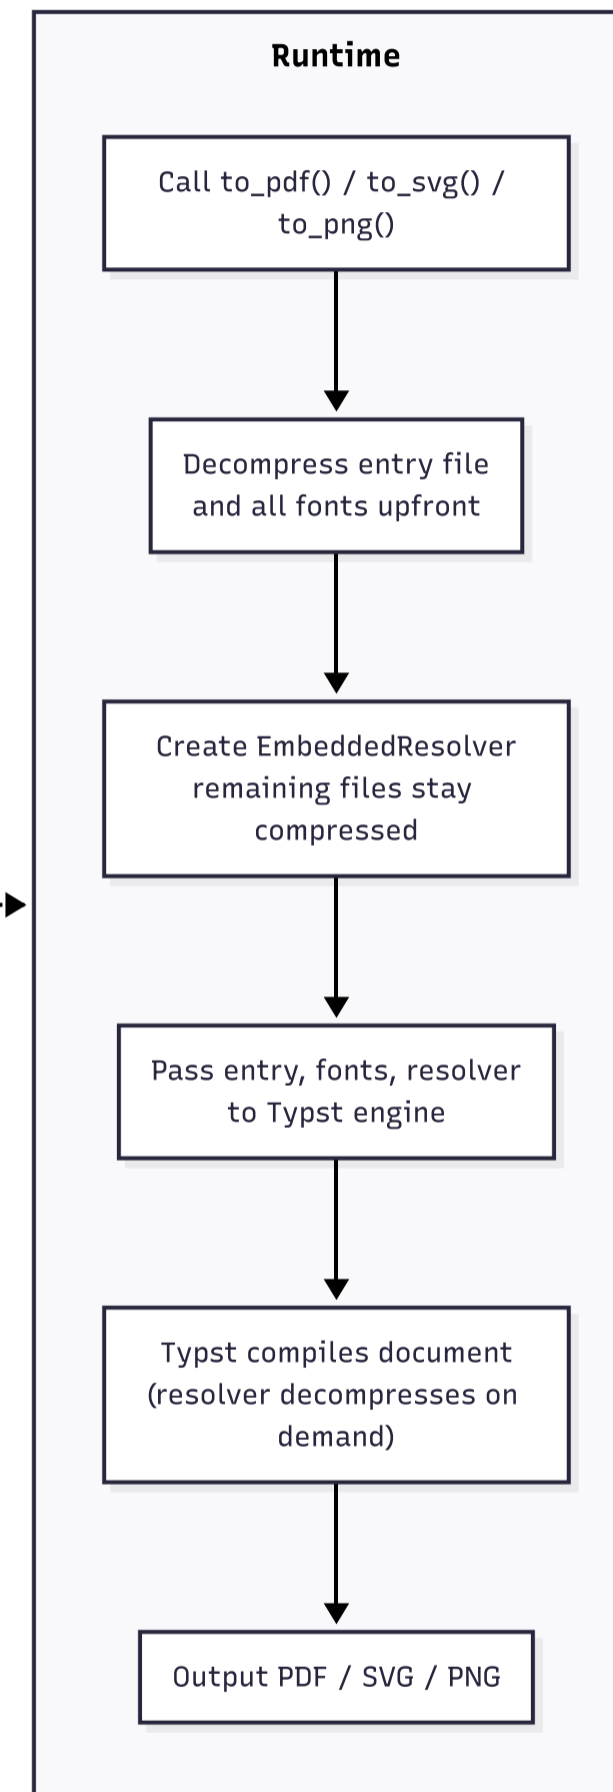 Runtime
Call to_pdf() / to_svg() /
to_png()
Decompress entry file
and all fonts upfront
Create EmbeddedResolver
remaining files stay
compressed
Pass entry, fonts, resolver
to Typst engine
Typst compiles document
(resolver decompresses on
demand)
Output PDF / SVG / PNG